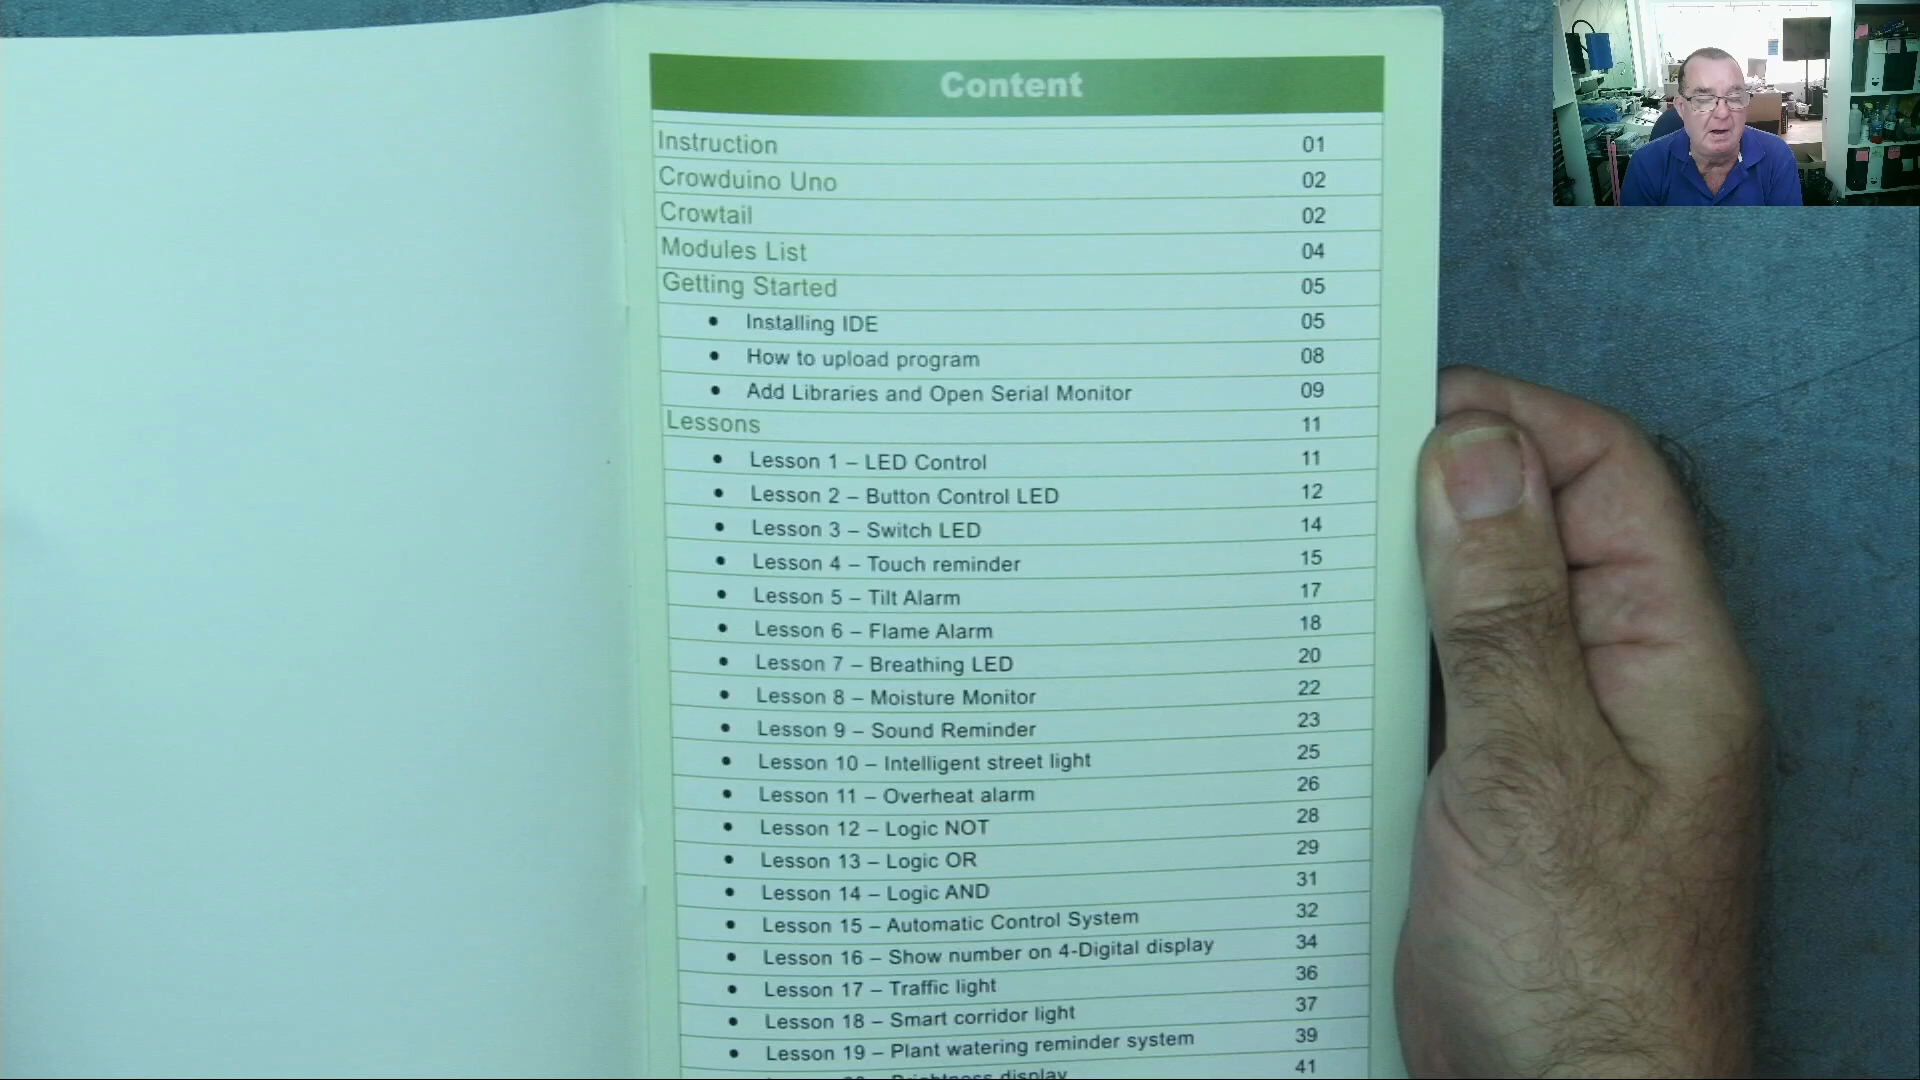 Content
Instruction 01
Crowduino Uno 02
Crowtail 02
Modules List 04
Getting Started 05
• Installing IDE 05
• How to upload program 08
• Add Libraries and Open Serial Monitor 09
Lessons 11
• Lesson 1 – LED Control 11
• Lesson 2 – Button Control LED 12
• Lesson 3 – Switch LED 14
• Lesson 4 – Touch reminder 15
• Lesson 5 – Tilt Alarm 17
• Lesson 6 – Flame Alarm 18
• Lesson 7 – Breathing LED 20
• Lesson 8 – Moisture Monitor 22
• Lesson 9 – Sound Reminder 23
• Lesson 10 – Intelligent street light 25
• Lesson 11 – Overheat alarm 26
• Lesson 12 – Logic NOT 28
• Lesson 13 – Logic OR 29
• Lesson 14 – Logic AND 31
• Lesson 15 – Automatic Control System 32
• Lesson 16 – Show number on 4-Digital display 34
• Lesson 17 – Traffic light 36
• Lesson 18 – Smart corridor light 37
• Lesson 19 – Plant watering reminder system 39
Brightness display 41